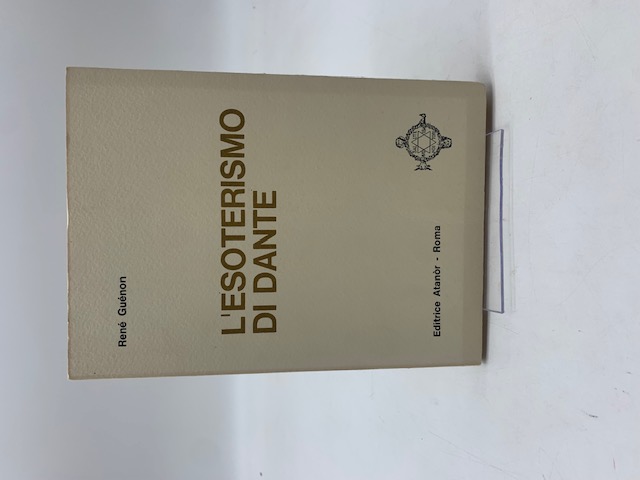 René Guénon
L'ESOTERISMO
DI DANTE
Editrice Atanòr - Roma